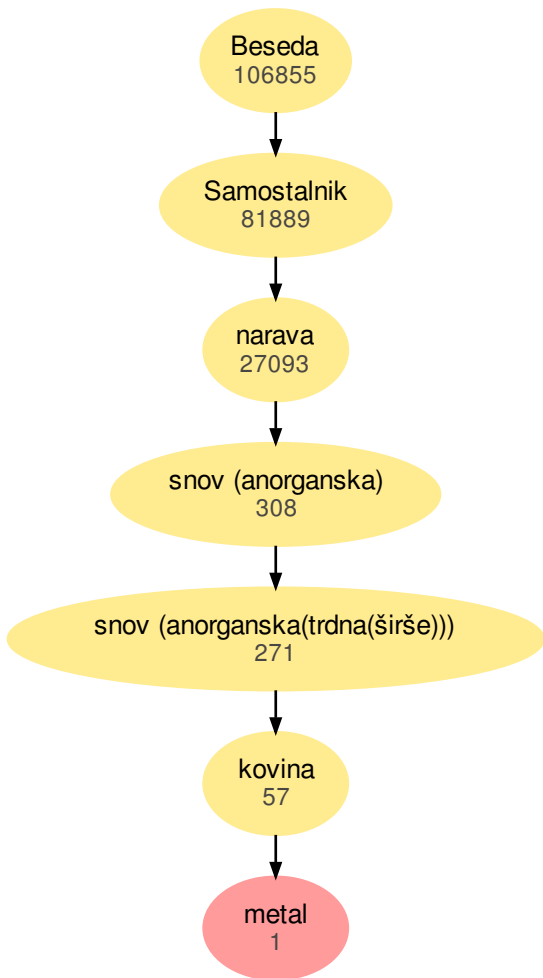 Beseda
106855
Samostalnik
81889
narava
27093
snov (anorganska)
308
snov (anorganska(trdna(širše)))
271
kovina
57
metal
1